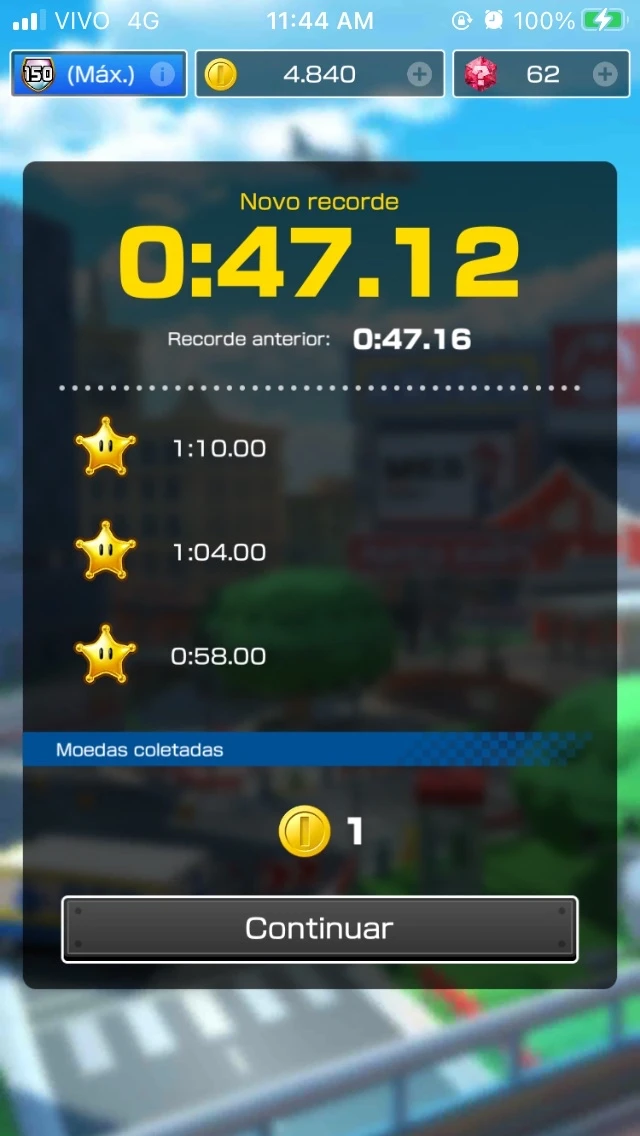 VIVO 4G 11:44 AM 100%
150 (Máx.) i 4.840 + ? 62 +
Novo recorde
0:47.12
Recorde anterior: 0:47.16
1:10.00
1:04.00
0:58.00
Moedas coletadas
1
Continuar